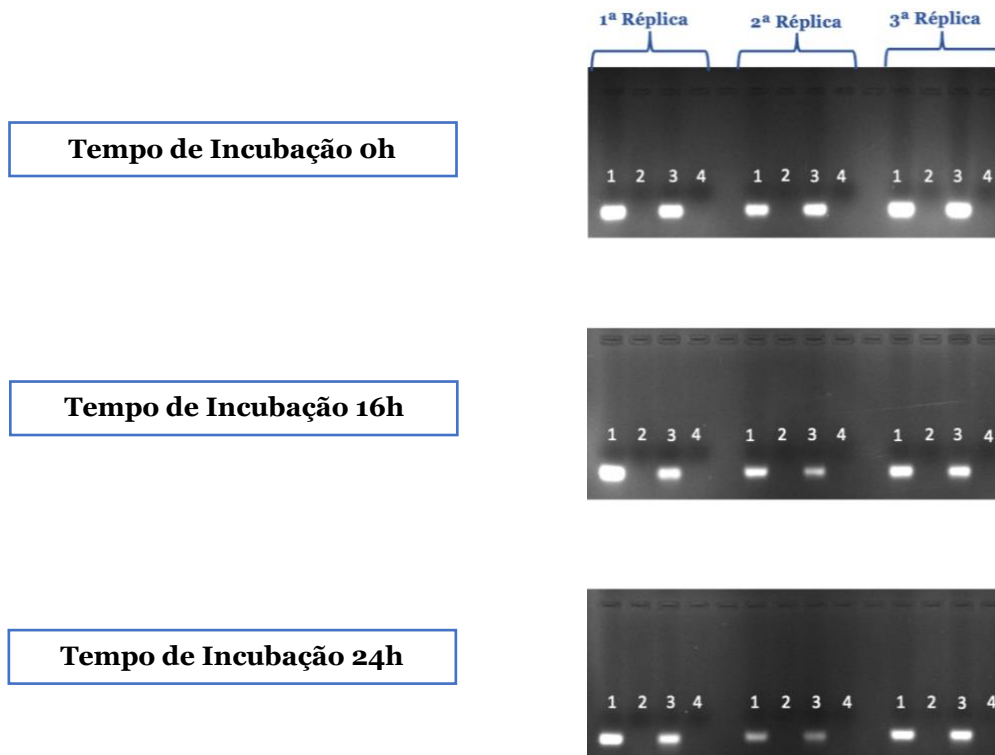 1ª Réplica 2ª Réplica 3ª Réplica
Tempo de Incubação 0h
1 2 3 4 1 2 3 4 1 2 3 4
Tempo de Incubação 16h
1 2 3 4 1 2 3 4 1 2 3 4
Tempo de Incubação 24h
1 2 3 4 1 2 3 4 1 2 3 4